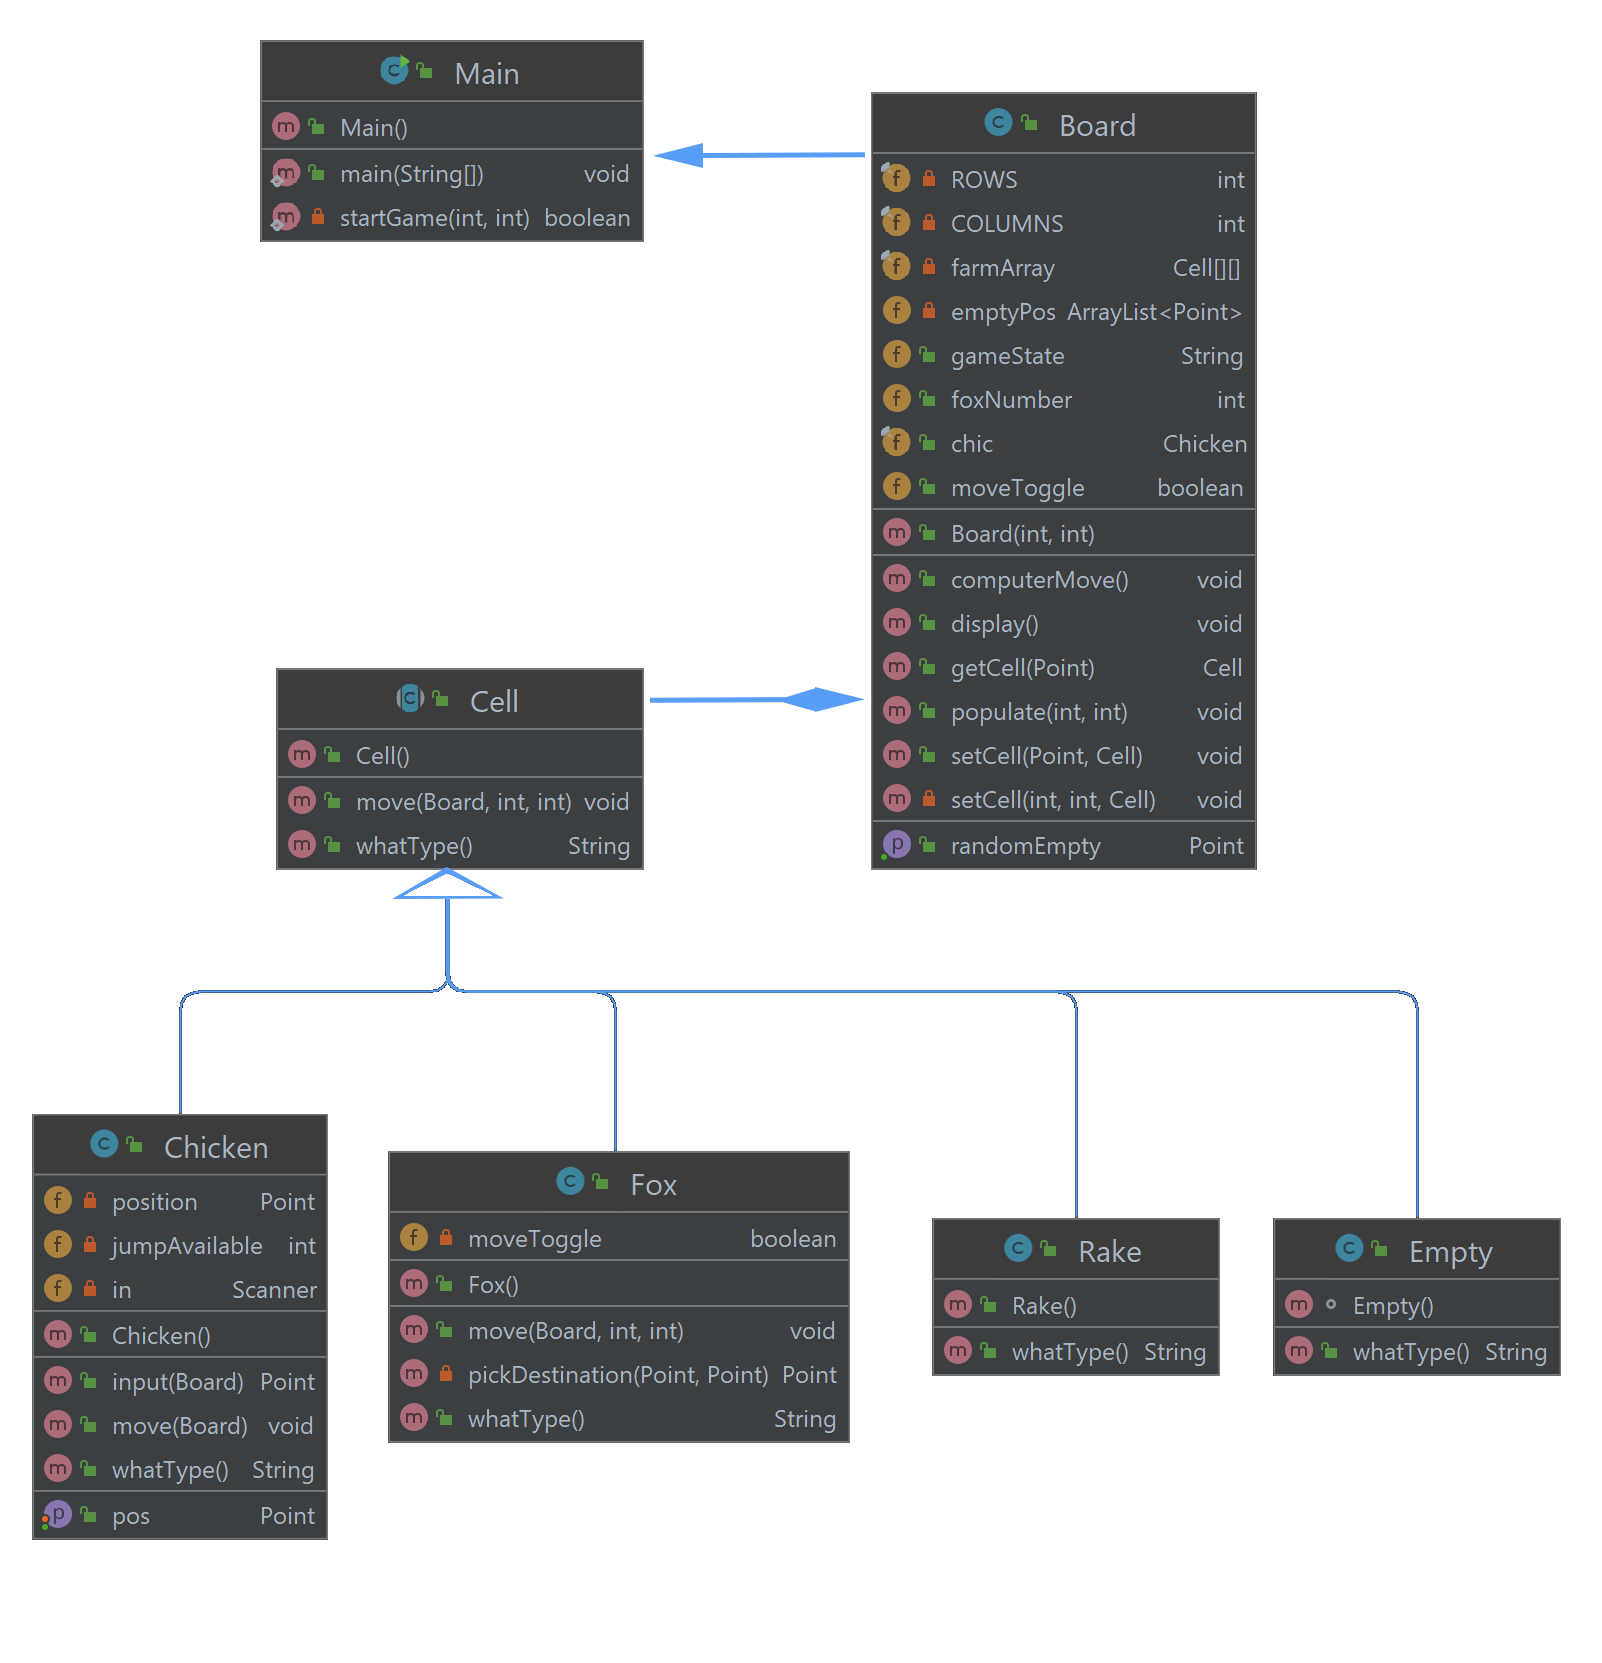 Main
Main()
main(String[]) void
startGame(int, int) boolean
Board
ROWS int
COLUMNS int
farmArray Cell[][]
emptyPos ArrayList<Point>
gameState String
foxNumber int
chic Chicken
moveToggle boolean
Board(int, int)
computerMove() void
display() void
getCell(Point) Cell
populate(int, int) void
setCell(Point, Cell) void
setCell(int, int, Cell) void
randomEmpty Point
Cell
Cell()
move(Board, int, int) void
whatType() String
Chicken
position Point
jumpAvailable int
in Scanner
Chicken()
input(Board) Point
move(Board) void
whatType() String
pos Point
Fox
moveToggle boolean
Fox()
move(Board, int, int) void
pickDestination(Point, Point) Point
whatType() String
Rake
Rake()
whatType() String
Empty
Empty()
whatType() String